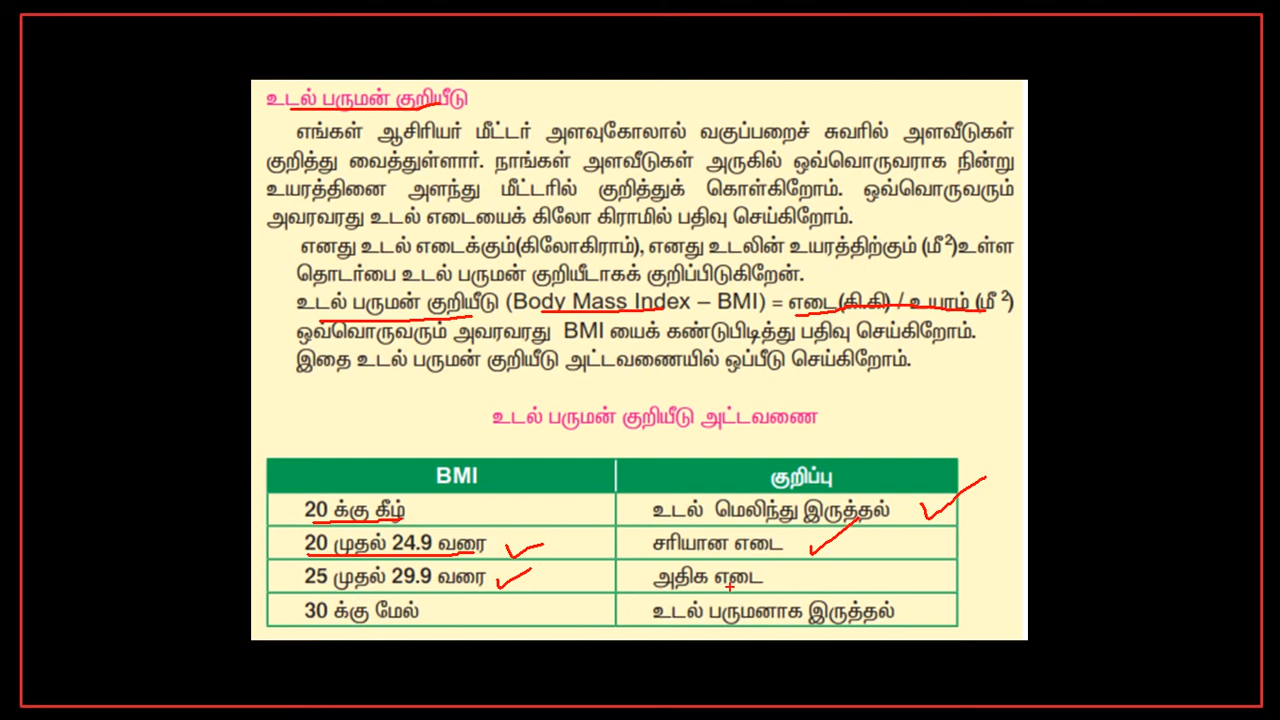 உடல் பருமன் குறியீடு
எங்கள் ஆசிரியர் மீட்டர் அளவுகோலால் வகுப்பறைச் சுவரில் அளவீடுகள்
குறித்து வைத்துள்ளார். நாங்கள் அளவீடுகள் அருகில் ஒவ்வொருவராக நின்று
உயரத்தினை அளந்து மீட்டரில் குறித்துக் கொள்கிறோம். ஒவ்வொருவரும்
அவரவரது உடல் எடையைக் கிலோ கிராமில் பதிவு செய்கிறோம்.
எனது உடல் எடைக்கும்(கிலோகிராம்), எனது உடலின் உயரத்திற்கும் (மீ²)உள்ள
தொடர்பை உடல் பருமன் குறியீடாகக் குறிப்பிடுகிறேன்.
உடல் பருமன் குறியீடு (Body Mass Index – BMI) = எடை(கி.கி) / உயரம் (மீ ²)
ஒவ்வொருவரும் அவரவரது BMI யைக் கண்டுபிடித்து பதிவு செய்கிறோம்.
இதை உடல் பருமன் குறியீடு அட்டவணையில் ஒப்பீடு செய்கிறோம்.
உடல் பருமன் குறியீடு அட்டவணை
BMI குறிப்பு
20 க்கு கீழ் உடல் மெலிந்து இருத்தல்
20 முதல் 24.9 வரை சரியான எடை
25 முதல் 29.9 வரை அதிக எடை
30 க்கு மேல் உடல் பருமனாக இருத்தல்